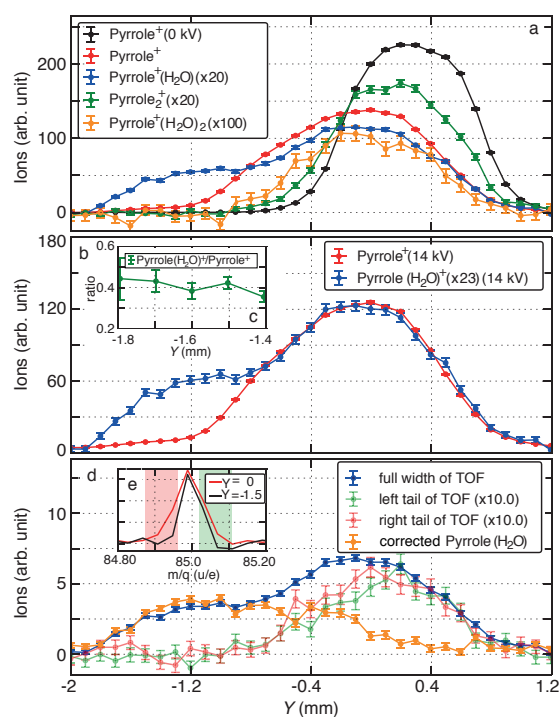 a
Pyrrole+(0 kV)
Pyrrole+
Pyrrole+(H2O)(x20)
Pyrrole2+(x20)
Pyrrole+(H2O)2(x100)
Ions (arb. unit)
200
100
0
b
Pyrrole(H2O)+/Pyrrole+
Pyrrole+(14 kV)
Pyrrole (H2O)+(x23)(14 kV)
ratio
0.6
0.4
0.2
c
-1.8
-1.6
-1.4
Y (mm)
Ions (arb. unit)
180
120
60
0
d
e
Y= 0
Y=-1.5
84.80
85.0
85.20
m/q (u/e)
full width of TOF
left tail of TOF (x10.0)
right tail of TOF (x10.0)
corrected Pyrrole (H2O)
Ions (arb. unit)
10
5
0
-2
-1.2
-0.4
0.4
1.2
Y (mm)